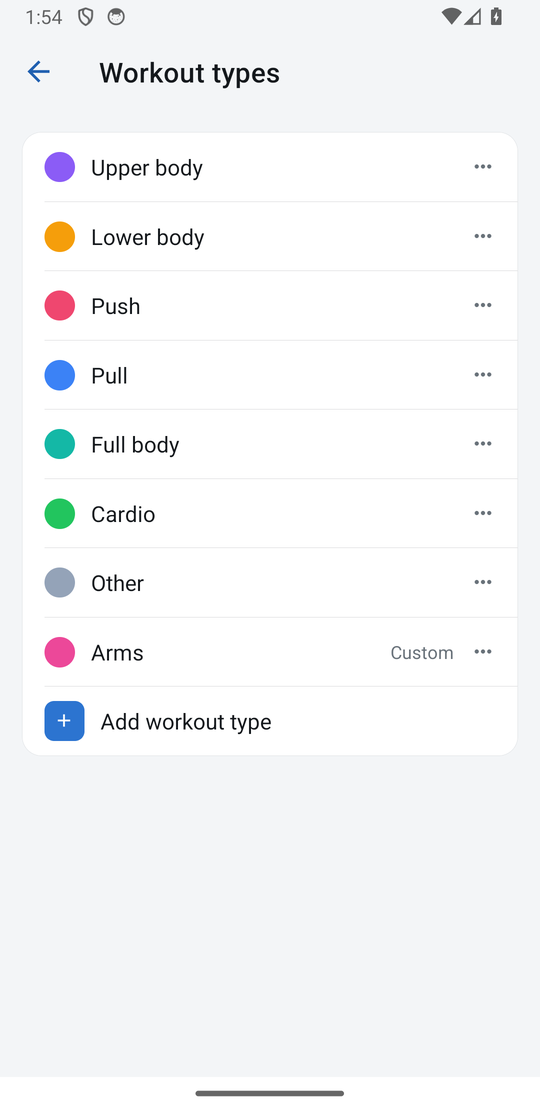 1:54
Workout types
Upper body
Lower body
Push
Pull
Full body
Cardio
Other
Arms Custom
Add workout type